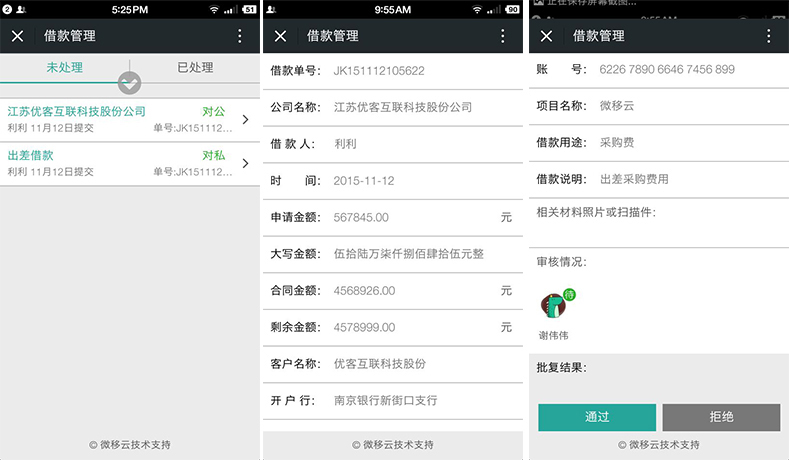 2
5:25PM
51
借款管理
未处理
已处理
江苏优客互联科技股份公司
对公
利利 11月12日提交
单号:JK151112...
出差借款
对私
利利 11月12日提交
单号:JK151112...
© 微移云技术支持
9:55AM
90
借款管理
借款单号： JK151112105622
公司名称： 江苏优客互联科技股份公司
借 款 人： 利利
时 间： 2015-11-12
申请金额： 567845.00 元
大写金额： 伍拾陆万柒仟捌佰肆拾伍元整
合同金额： 4568926.00 元
剩余金额： 4578999.00 元
客户名称： 优客互联科技股份
开 户 行： 南京银行新街口支行
© 微移云技术支持
正在保存屏幕截图...
9:55AM
借款管理
账 号： 6226 7890 6646 7456 899
项目名称： 微移云
借款用途： 采购费
借款说明： 出差采购费用
相关材料照片或扫描件：
审核情况：
待
谢伟伟
批复结果：
通过
拒绝
© 微移云技术支持